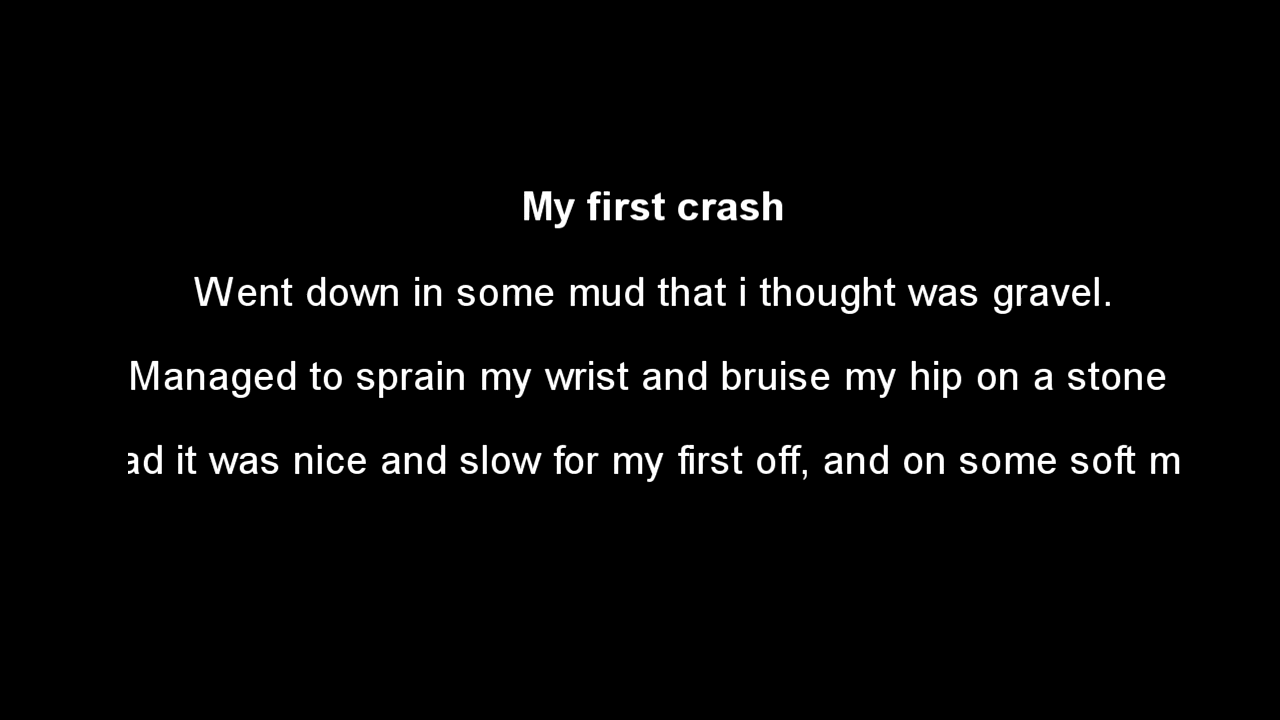 My first crash
Went down in some mud that i thought was gravel.
Managed to sprain my wrist and bruise my hip on a stone
it was nice and slow for my first off, and on some soft